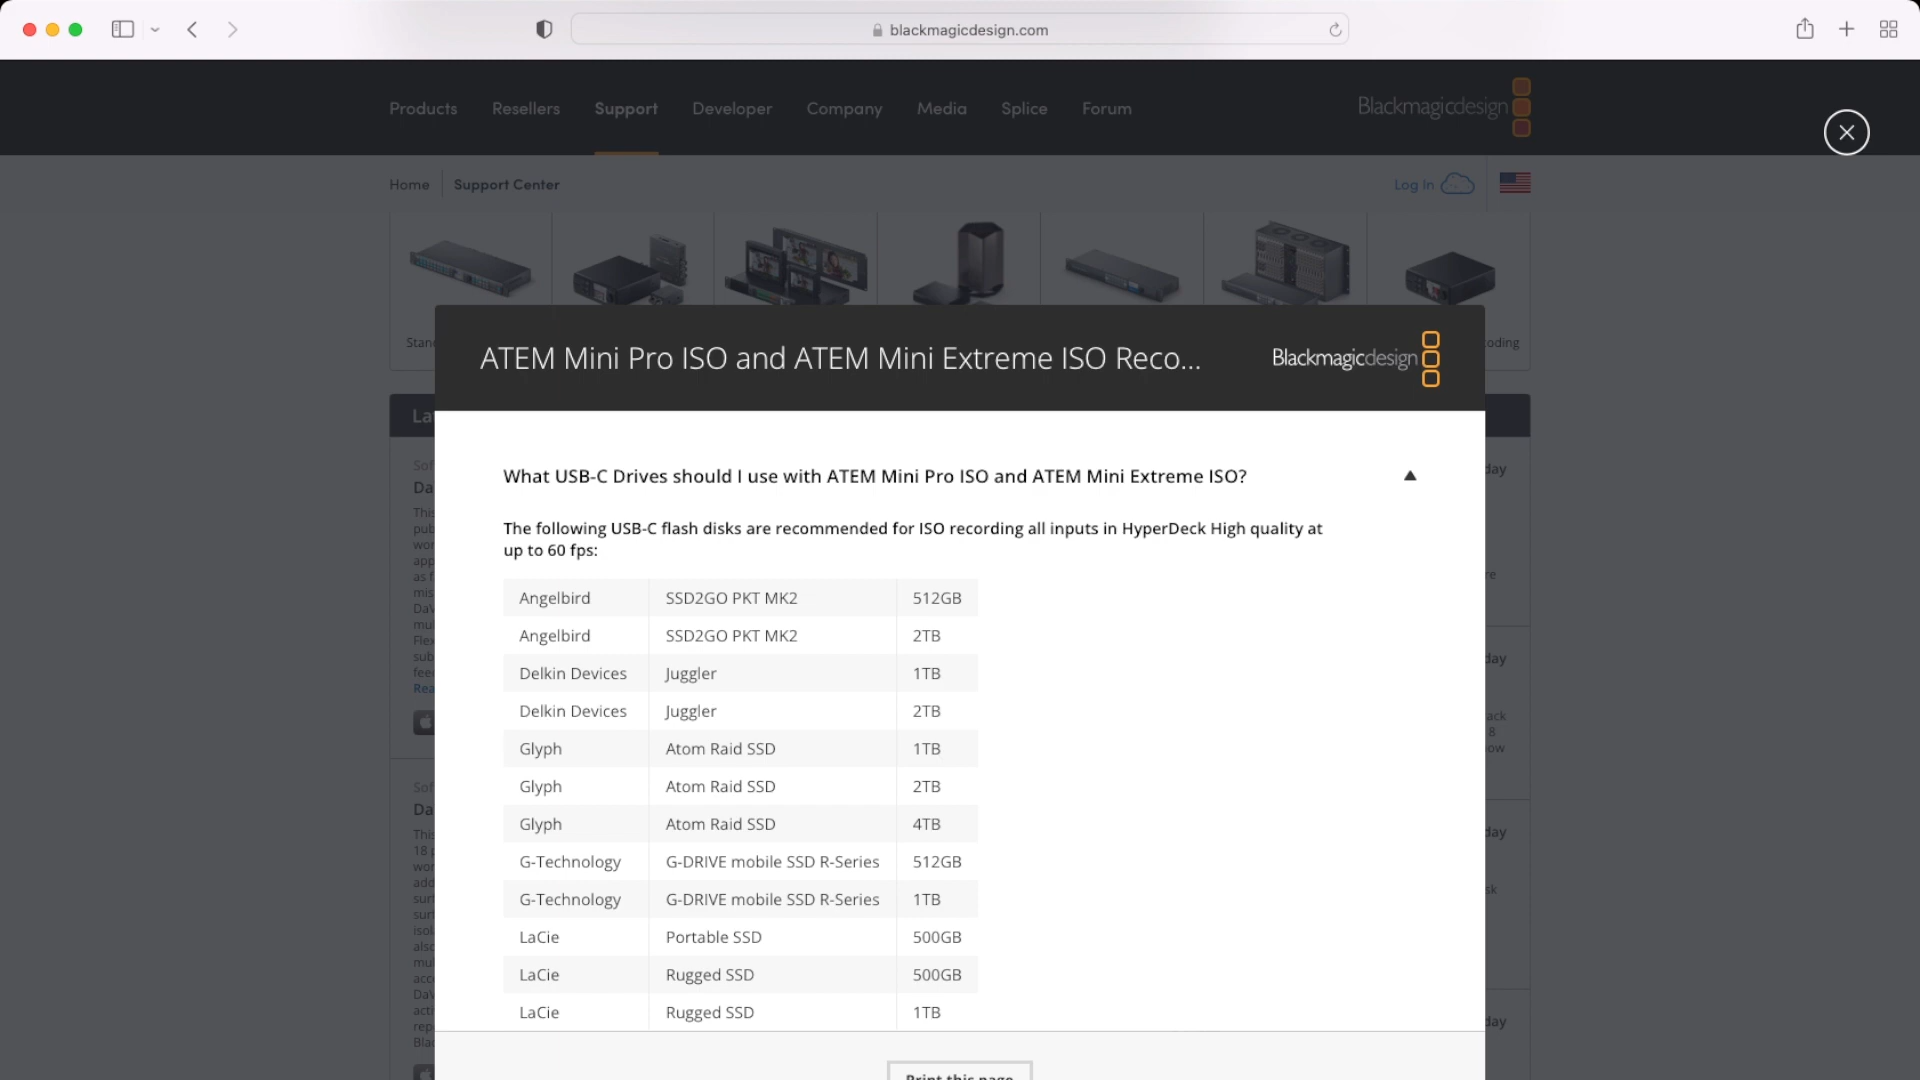 blackmagicdesign.com
Products Resellers Support Developer Company Media Splice Forum Blackmagicdesign
Home Support Center Log In
ATEM Mini Pro ISO and ATEM Mini Extreme ISO Reco... Blackmagicdesign
What USB-C Drives should I use with ATEM Mini Pro ISO and ATEM Mini Extreme ISO?
The following USB-C flash disks are recommended for ISO recording all inputs in HyperDeck High quality at
up to 60 fps:
Angelbird SSD2GO PKT MK2 512GB
Angelbird SSD2GO PKT MK2 2TB
Delkin Devices Juggler 1TB
Delkin Devices Juggler 2TB
Glyph Atom Raid SSD 1TB
Glyph Atom Raid SSD 2TB
Glyph Atom Raid SSD 4TB
G-Technology G-DRIVE mobile SSD R-Series 512GB
G-Technology G-DRIVE mobile SSD R-Series 1TB
LaCie Portable SSD 500GB
LaCie Rugged SSD 500GB
LaCie Rugged SSD 1TB
Print this page